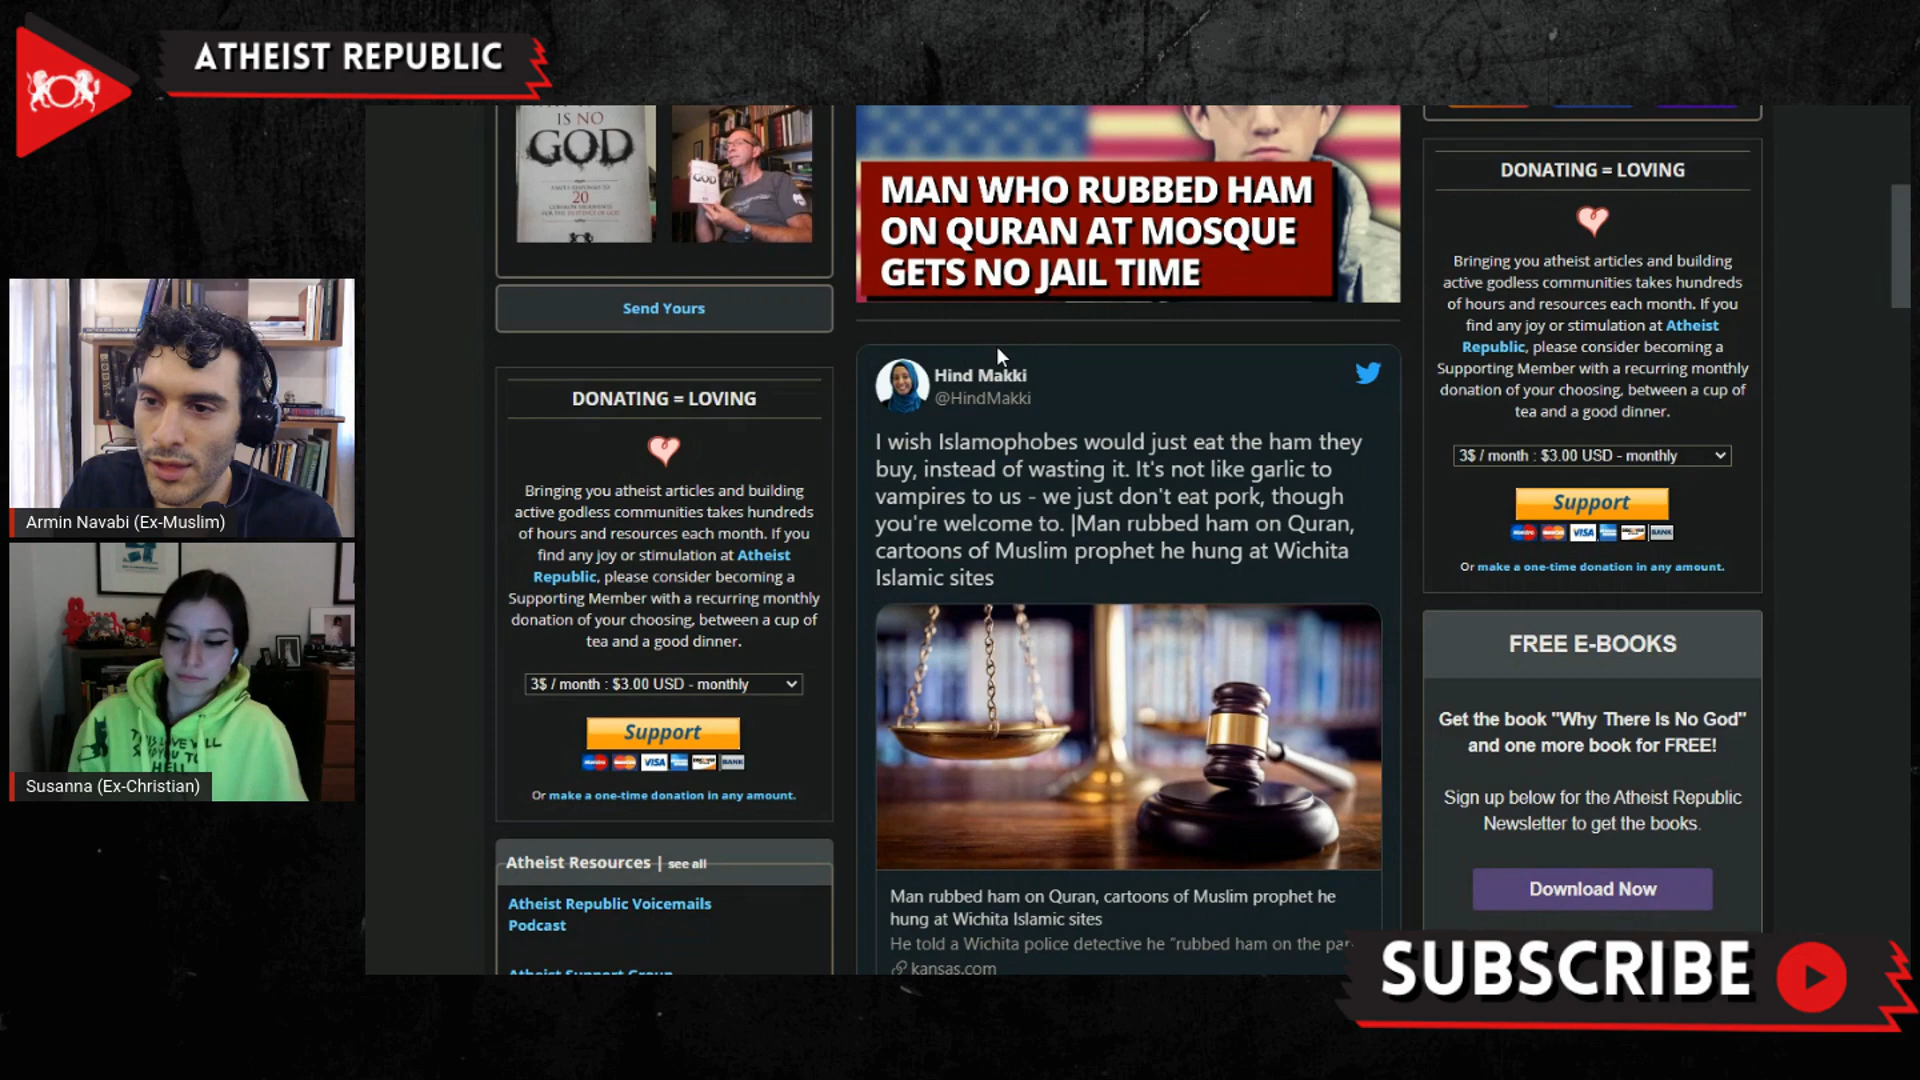 ATHEIST REPUBLIC
IS NO
GOD
20
Send Yours
DONATING = LOVING
Bringing you atheist articles and building
active godless communities takes hundreds
of hours and resources each month. If you
find any joy or stimulation at Atheist
Republic, please consider becoming a
Supporting Member with a recurring monthly
donation of your choosing, between a cup of
tea and a good dinner.
3$ / month : $3.00 USD - monthly
Support
VISA
BANK
Or make a one-time donation in any amount.
Atheist Resources | see all
Atheist Republic Voicemails
Podcast
Atheist Support Group
MAN WHO RUBBED HAM
ON QURAN AT MOSQUE
GETS NO JAIL TIME
Hind Makki
@HindMakki
I wish Islamophobes would just eat the ham they
buy, instead of wasting it. It's not like garlic to
vampires to us - we just don't eat pork, though
you're welcome to. |Man rubbed ham on Quran,
cartoons of Muslim prophet he hung at Wichita
Islamic sites
Man rubbed ham on Quran, cartoons of Muslim prophet he
hung at Wichita Islamic sites
He told a Wichita police detective he “rubbed ham on the
kansas.com
DONATING = LOVING
Bringing you atheist articles and building
active godless communities takes hundreds
of hours and resources each month. If you
find any joy or stimulation at Atheist
Republic, please consider becoming a
Supporting Member with a recurring monthly
donation of your choosing, between a cup of
tea and a good dinner.
3$ / month : $3.00 USD - monthly
Support
VISA
BANK
Or make a one-time donation in any amount.
FREE E-BOOKS
Get the book "Why There Is No God"
and one more book for FREE!
Sign up below for the Atheist Republic
Newsletter to get the books.
Download Now
Armin Navabi (Ex-Muslim)
HELL
Susanna (Ex-Christian)
SUBSCRIBE